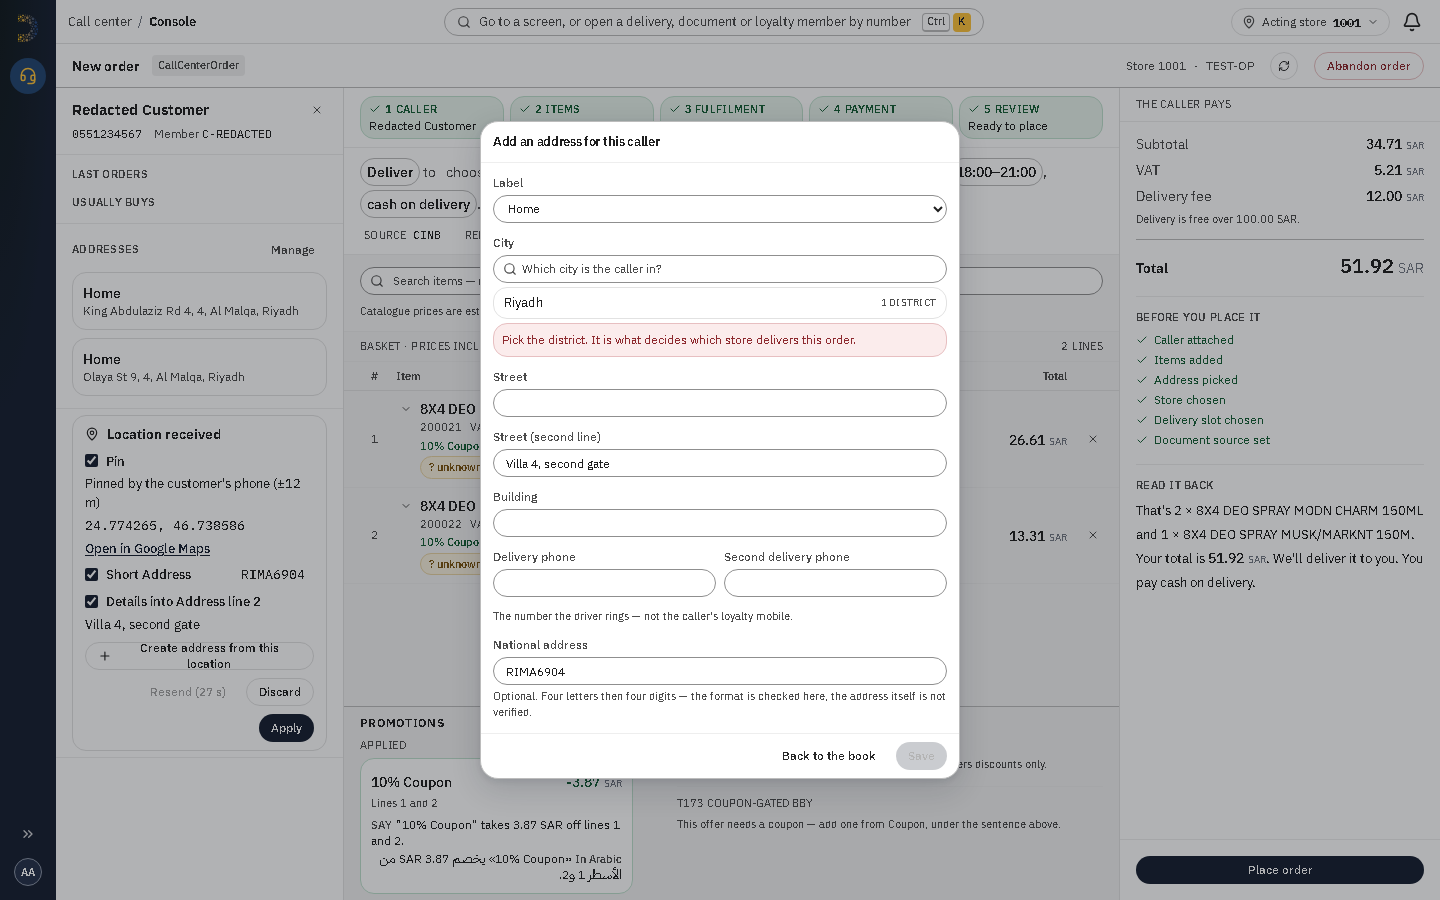 Call center / Console
Go to a screen, or open a delivery, document or loyalty member by number Ctrl K
Acting store 1001
New order CallCenterOrder
Store 1001 · TEST-OP
Abandon order
Redacted Customer
0551234567 Member C-REDACTED
LAST ORDERS
USUALLY BUYS
ADDRESSES Manage
Home
King Abdulaziz Rd 4, 4, Al Malqa, Riyadh
Home
Olaya St 9, 4, Al Malqa, Riyadh
Location received
Pin
Pinned by the customer's phone (±12
m)
24.774265, 46.738586
Open in Google Maps
Short Address RIMA6904
Details into Address line 2
Villa 4, second gate
Create address from this
location
Resend (27 s) Discard
Apply
AA
1 CALLER
Redacted Customer
2 ITEMS
3 FULFILMENT
4 PAYMENT
5 REVIEW
Ready to place
Deliver to
18:00–21:00,
cash on delivery.
SOURCE CINB
Search items —
Catalogue prices are
BASKET · PRICES
2 LINES
# Item Total
1 8X4 DEO
200021
10%
? unknown
26.61 SAR
2 8X4 DEO
200022
10%
? unknown
13.31 SAR
PROMOTIONS
APPLIED
10% Coupon -3.87 SAR
Lines 1 and 2
SAY "10% Coupon" takes 3.87 SAR off lines 1
and 2.
In Arabic «10% Coupon» يخصم 3.87 SAR من
الأسطر 1 و2.
discounts only.
T173 COUPON-GATED BBY
This offer needs a coupon — add one from Coupon, under the sentence above.
Add an address for this caller
Label
Home
City
Which city is the caller in?
Riyadh 1 DISTRICT
Pick the district. It is what decides which store delivers this order.
Street
Street (second line)
Villa 4, second gate
Building
Delivery phone Second delivery phone
The number the driver rings — not the caller's loyalty mobile.
National address
RIMA6904
Optional. Four letters then four digits — the format is checked here, the address itself is not
verified.
Back to the book Save
THE CALLER PAYS
Subtotal 34.71 SAR
VAT 5.21 SAR
Delivery fee 12.00 SAR
Delivery is free over 100.00 SAR.
Total 51.92 SAR
BEFORE YOU PLACE IT
Caller attached
Items added
Address picked
Store chosen
Delivery slot chosen
Document source set
READ IT BACK
That's 2 × 8X4 DEO SPRAY MODN CHARM 150ML
and 1 × 8X4 DEO SPRAY MUSK/MARKNT 150M.
Your total is 51.92 SAR. We'll deliver it to you. You
pay cash on delivery.
Place order